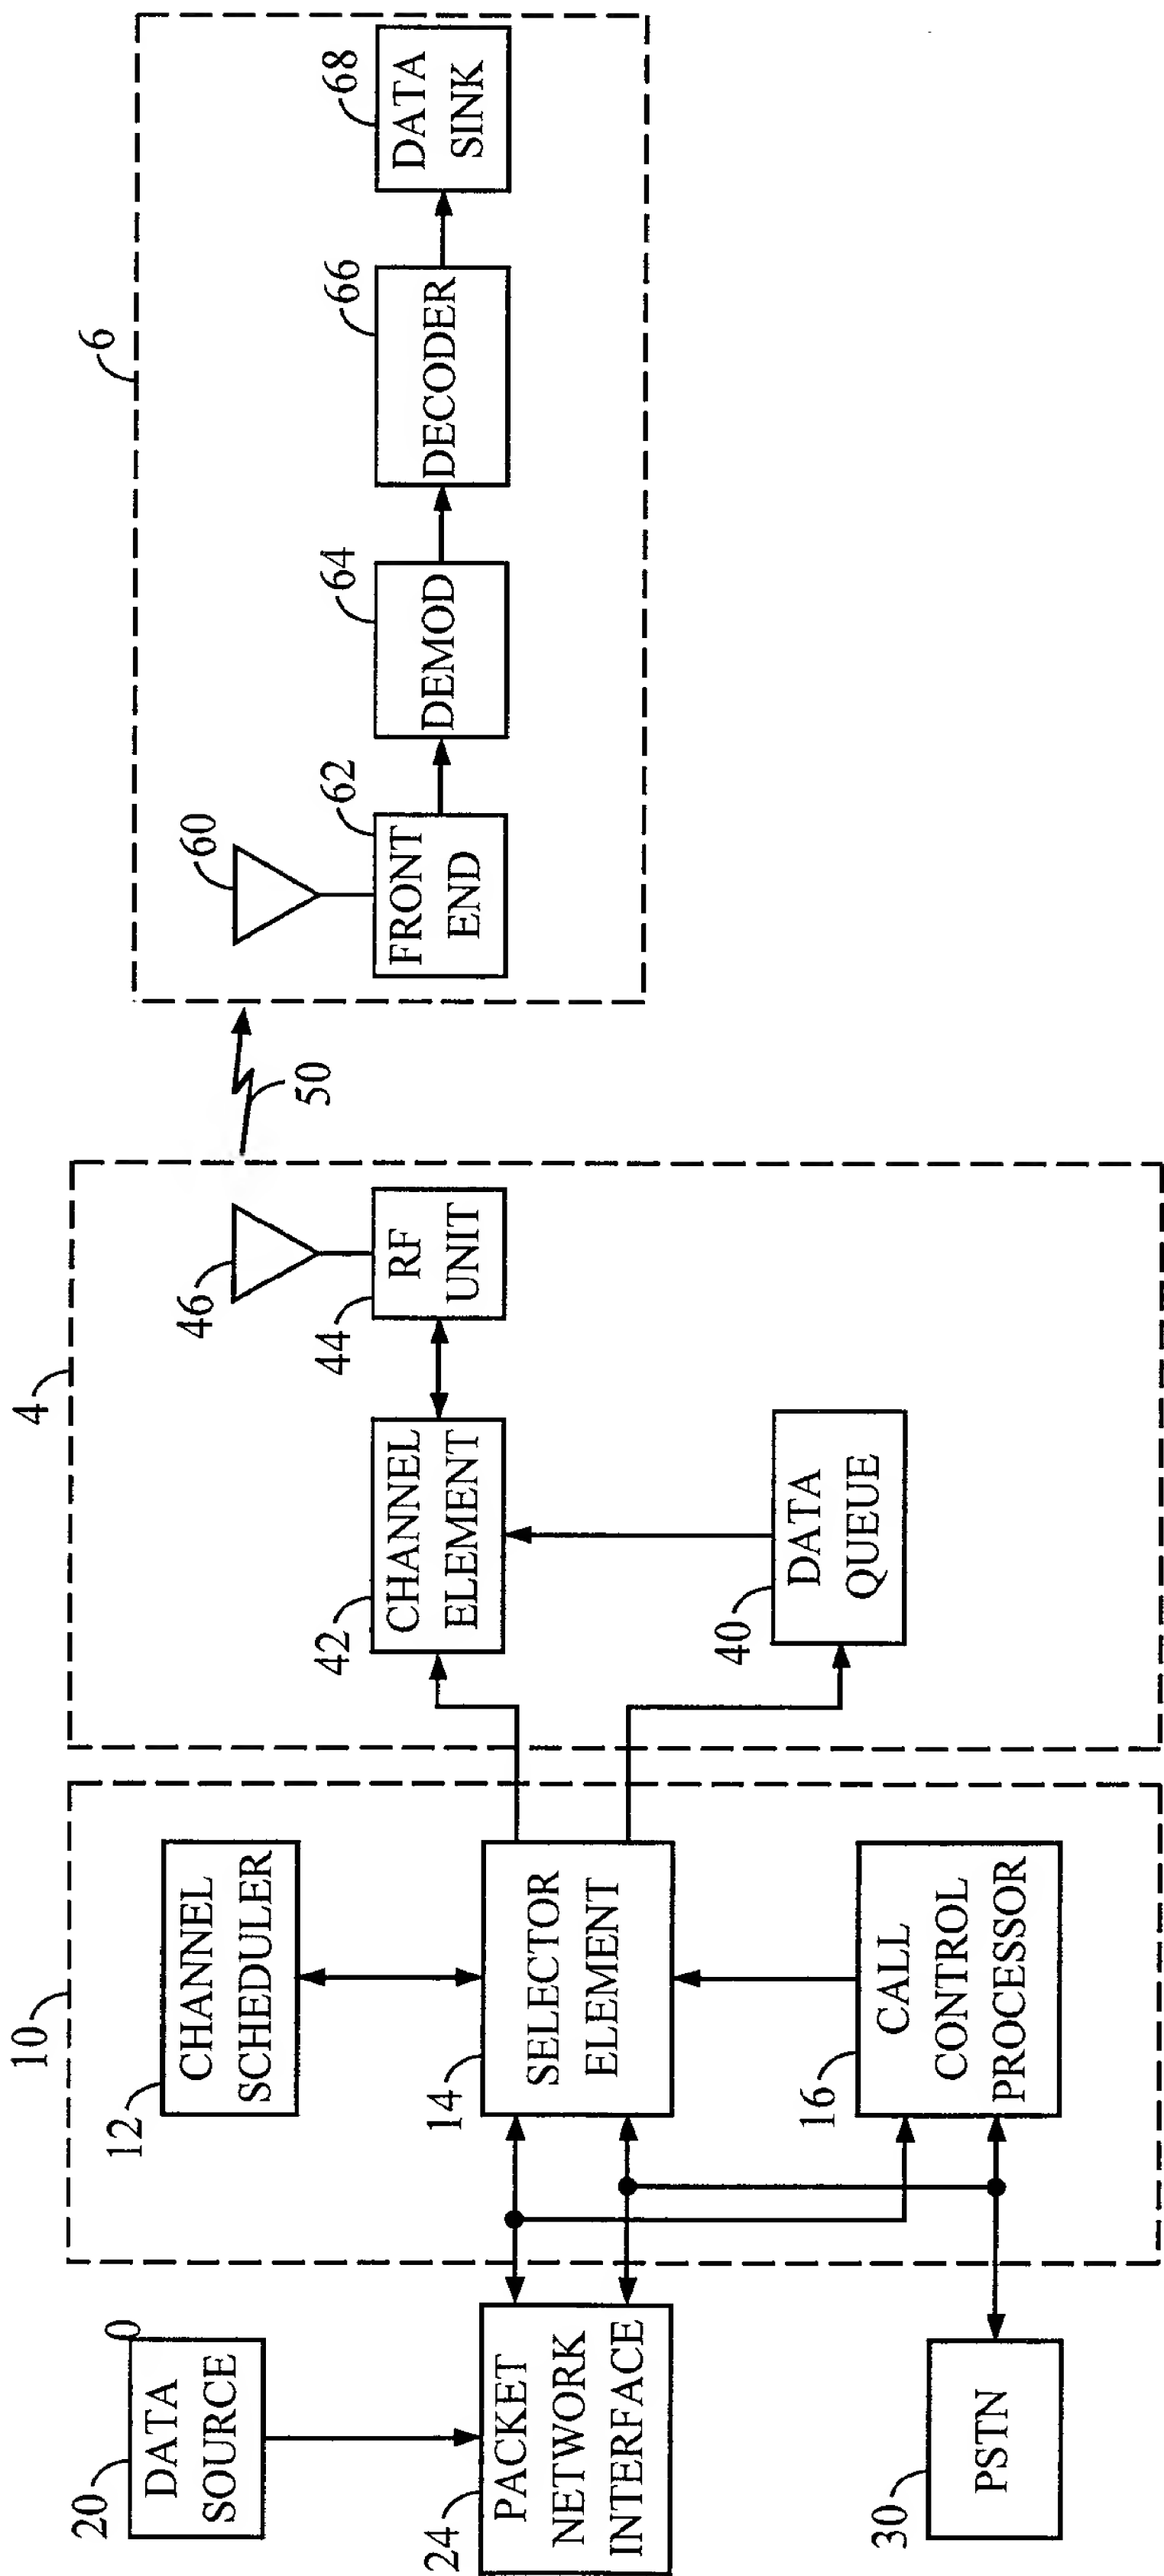 20
DATA
SOURCE
0
24
PACKET
NETWORK
INTERFACE
30
PSTN
10
12
CHANNEL
SCHEDULER
14
SELECTOR
ELEMENT
16
CALL
CONTROL
PROCESSOR
4
42
CHANNEL
ELEMENT
44
RF
UNIT
46
40
DATA
QUEUE
50
6
60
62
FRONT
END
64
DEMOD
66
DECODER
68
DATA
SINK